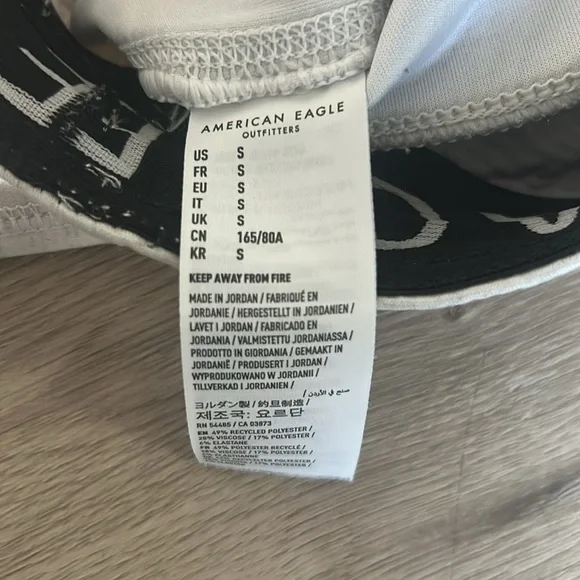 AMERICAN EAGLE
OUTFITTERS
US S
FR S
EU S
IT S
UK S
CN 165/80A
KR S
KEEP AWAY FROM FIRE
MADE IN JORDAN / FABRIQUÉ EN
JORDANIE / HERGESTELLT IN JORDANIEN /
LAVET I JORDAN / FABRICADO EN
JORDANIA / VALMISTETTU JORDANIASSA /
PRODOTTO IN GIORDANIA / GEMAAKT IN
JORDANIË / PRODUSERT I JORDAN /
WYPRODUKOWANO W JORDANII /
TILLVERKAD I JORDANIEN /
صنع في الأردن /
ヨルダン製 / 約旦制造 /
제조국: 요르단
RN 54485 / CA 03873
EN 49% RECYCLED POLYESTER /
28% VISCOSE / 17% POLYESTER /
6% ELASTANE
FR 49% POLYESTER RECYCLÉ /
28% VISCOSE / 17% POLYESTER /
6% ÉLASTHANNE